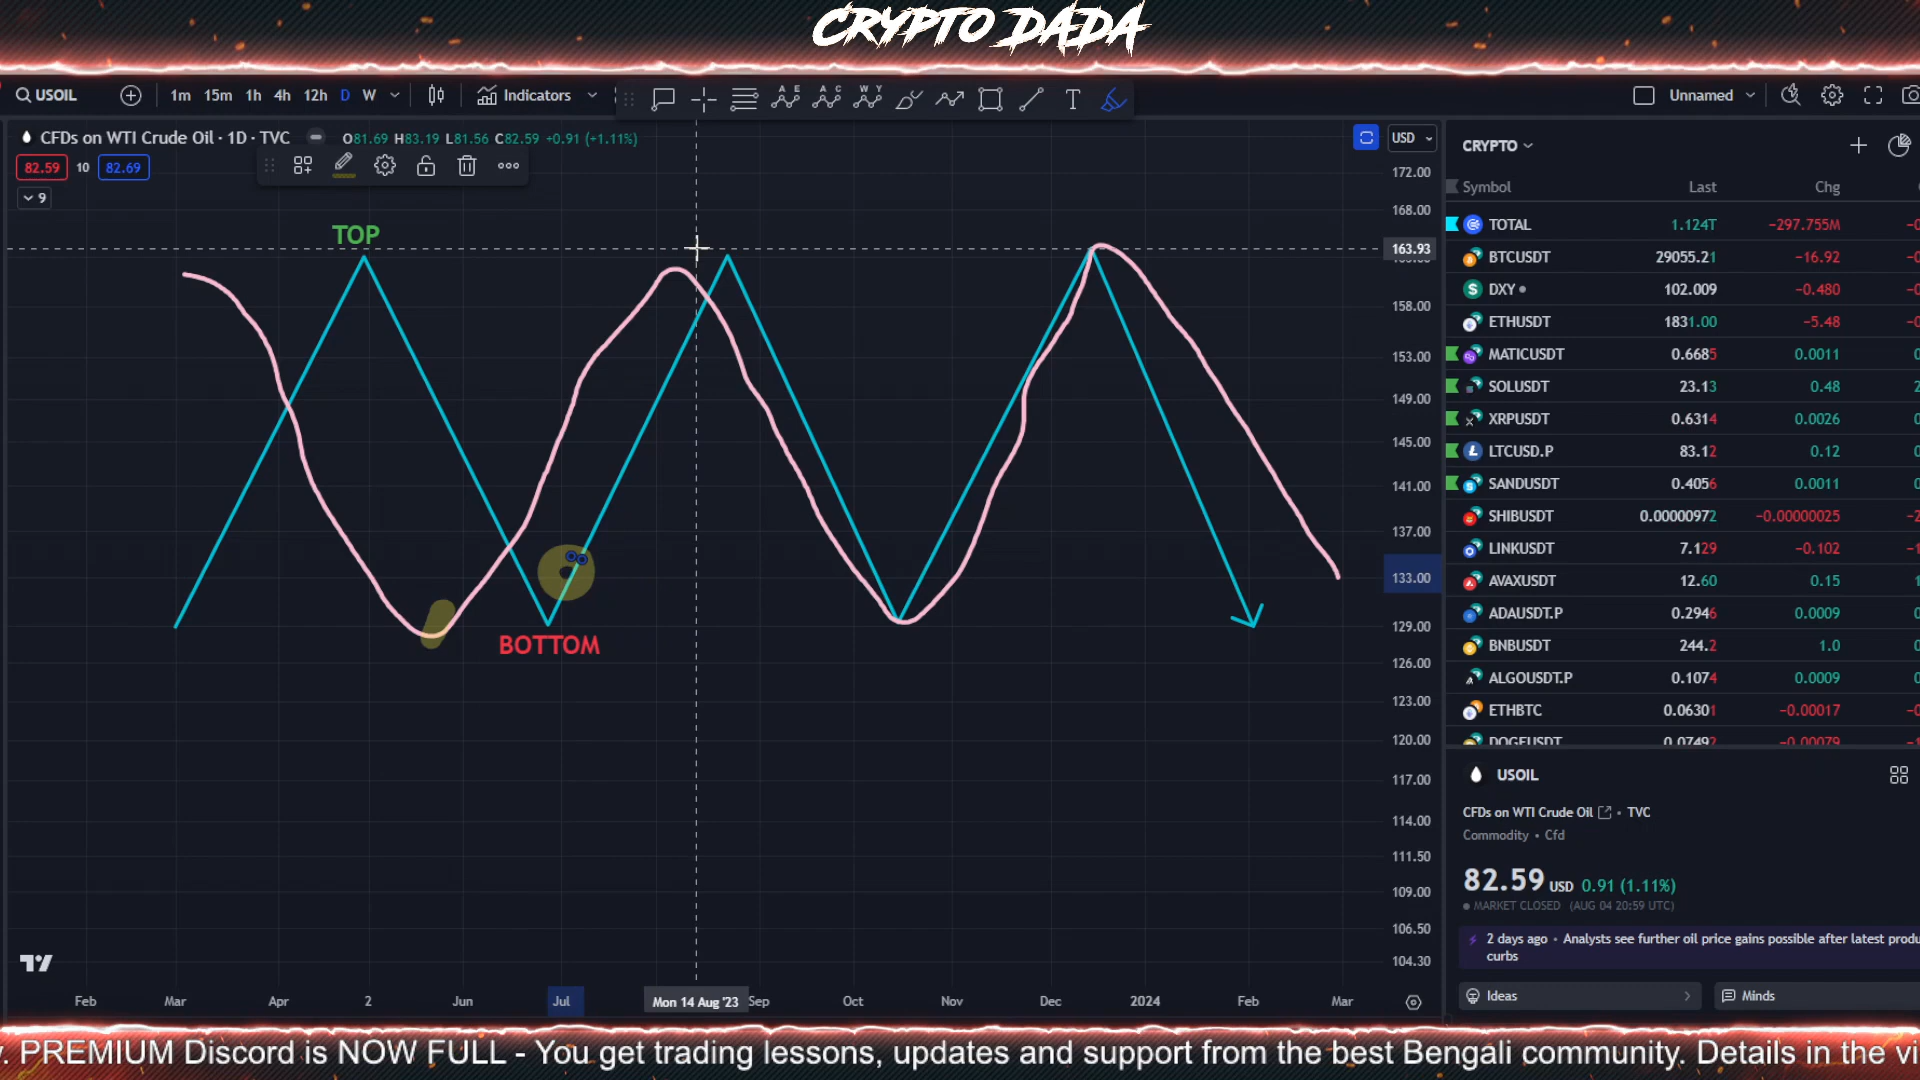 CRYPTO DADA
USOIL 1m 15m 1h 4h 12h D W Indicators Unnamed
CFDs on WTI Crude Oil · 1D · TVC O81.69 H83.19 L81.56 C82.59 +0.91 (+1.11%)
82.59 10 82.69
9
USD
TOP
BOTTOM
172.00
168.00
163.93
158.00
153.00
149.00
145.00
141.00
137.00
133.00
129.00
126.00
123.00
120.00
117.00
114.00
111.50
109.00
106.50
104.30
Feb Mar Apr 2 Jun Jul Mon 14 Aug '23 Sep Oct Nov Dec 2024 Feb Mar
CRYPTO
Symbol Last Chg
TOTAL 1.124T −297.755M
BTCUSDT 29055.21 −16.92
DXY 102.009 −0.480
ETHUSDT 1831.00 −5.48
MATICUSDT 0.6685 0.0011
SOLUSDT 23.13 0.48
XRPUSDT 0.6314 0.0026
LTCUSD.P 83.12 0.12
SANDUSDT 0.4056 0.0011
SHIBUSDT 0.00000972 −0.00000025
LINKUSDT 7.129 −0.102
AVAXUSDT 12.60 0.15
ADAUSDT.P 0.2946 0.0009
BNBUSDT 244.2 1.0
ALGOUSDT.P 0.1074 0.0009
ETHBTC 0.06301 −0.00017
DOGEUSDT 0.07492 −0.00079
USOIL
CFDs on WTI Crude Oil • TVC
Commodity • Cfd
82.59 USD 0.91 (1.11%)
MARKET CLOSED (AUG 04 20:59 UTC)
2 days ago • Analysts see further oil price gains possible after latest produ
curbs
Ideas Minds
. PREMIUM Discord is NOW FULL - You get trading lessons, updates and support from the best Bengali community. Details in the vi